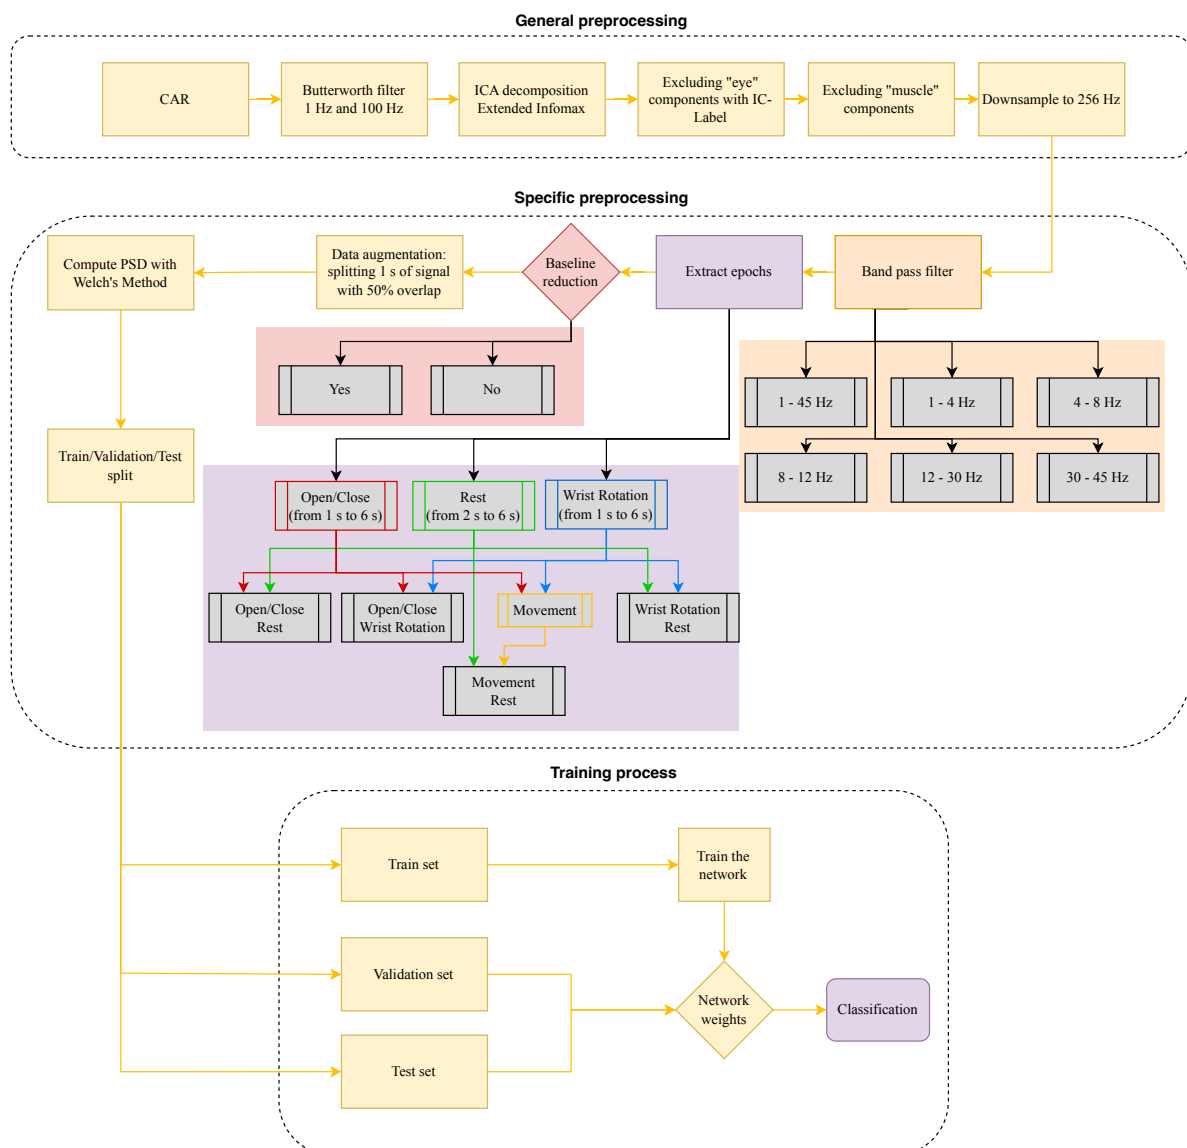 General preprocessing
CAR
Butterworth filter
1 Hz and 100 Hz
ICA decomposition
Extended Infomax
Excluding "eye"
components with IC-
Label
Excluding "muscle"
components
Downsample to 256 Hz
Specific preprocessing
Compute PSD with
Welch's Method
Data augmentation:
splitting 1 s of signal
with 50% overlap
Baseline
reduction
Extract epochs
Band pass filter
Yes
No
1 - 45 Hz
1 - 4 Hz
4 - 8 Hz
8 - 12 Hz
12 - 30 Hz
30 - 45 Hz
Train/Validation/Test
split
Open/Close
(from 1 s to 6 s)
Rest
(from 2 s to 6 s)
Wrist Rotation
(from 1 s to 6 s)
Open/Close
Rest
Open/Close
Wrist Rotation
Movement
Wrist Rotation
Rest
Movement
Rest
Training process
Train set
Train the
network
Validation set
Network
weights
Classification
Test set